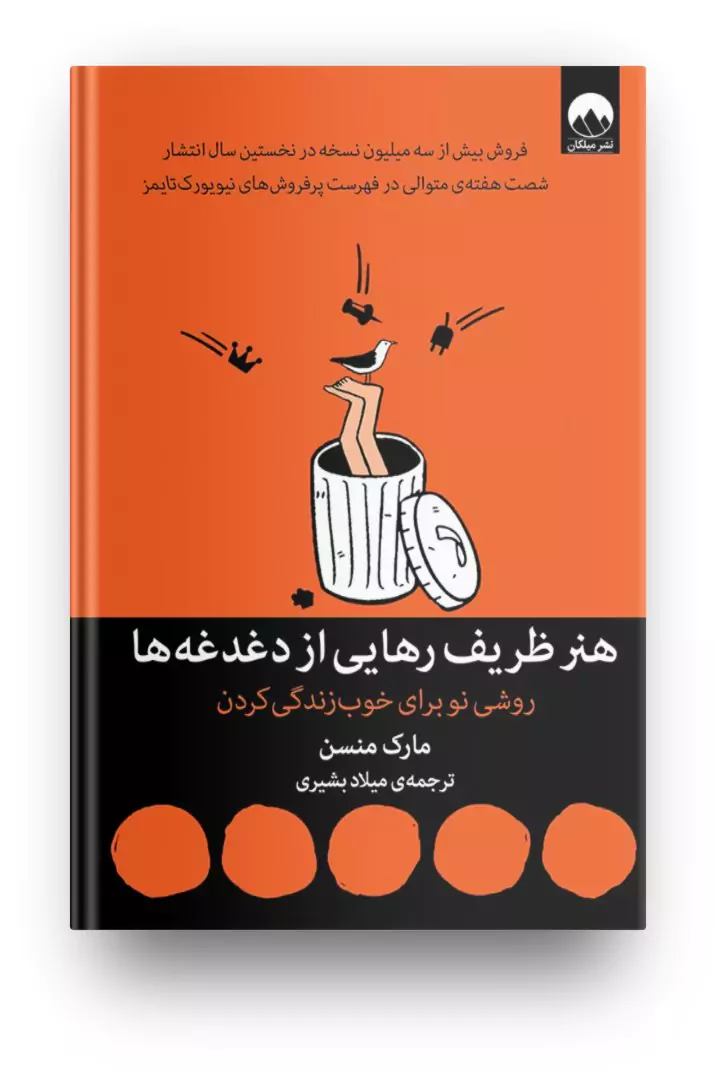 نشر میلکان
فروش بیش از سه میلیون نسخه در نخستین سال انتشار
شصت هفته‌ی متوالی در فهرست پرفروش‌های نیویورک‌تایمز
هنر ظریف رهایی از دغدغه‌ها
روشی نو برای خوب‌زندگی‌کردن
مارک منسن
ترجمه‌ی میلاد بشیری